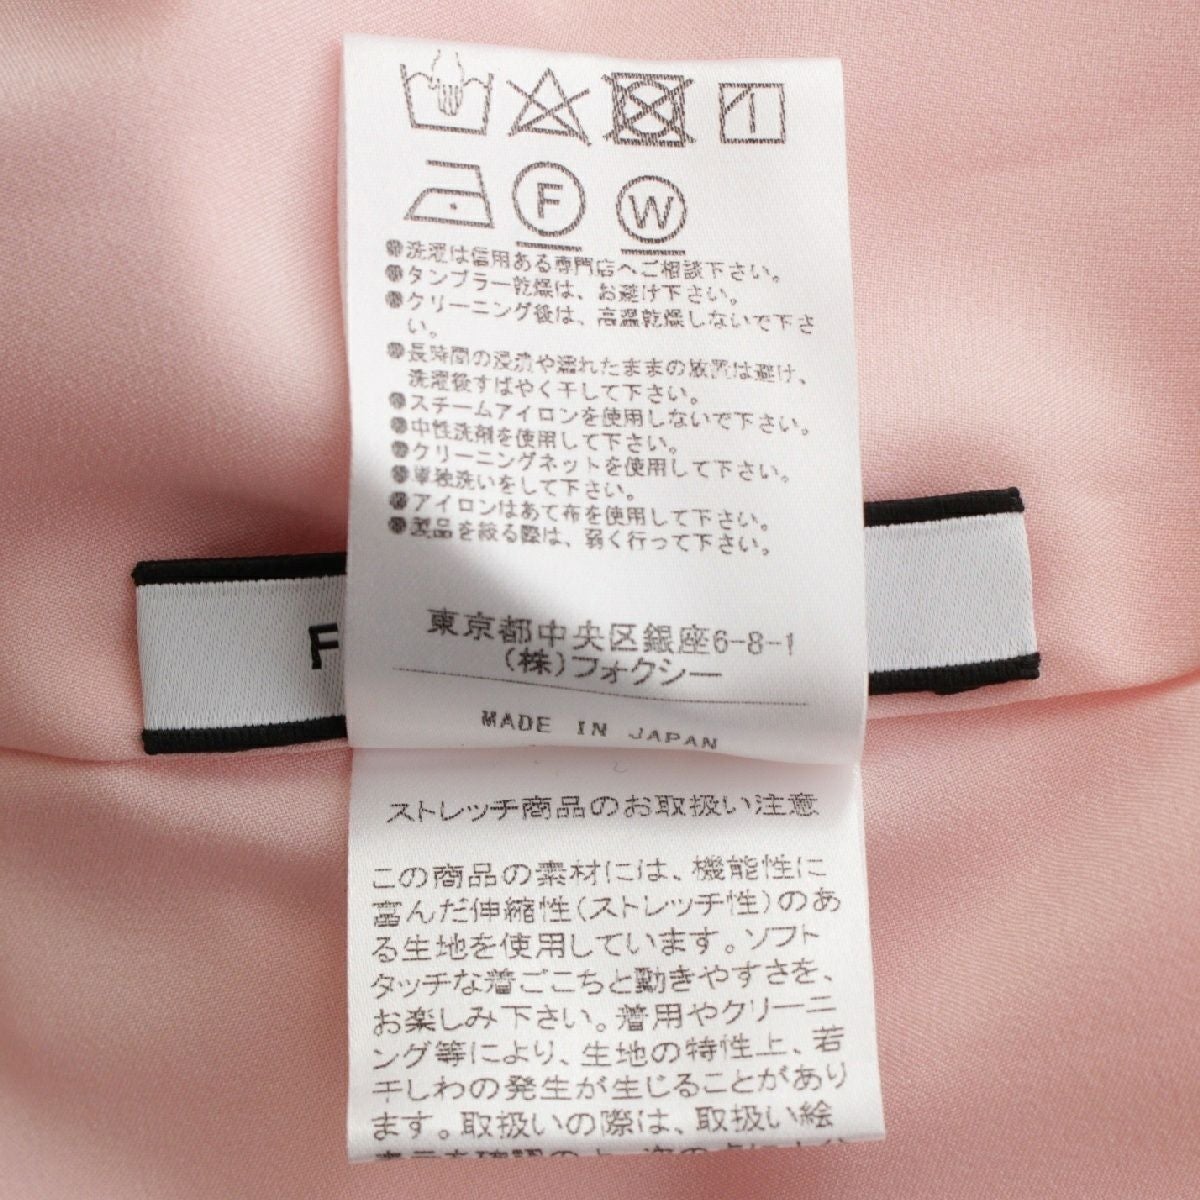 F
W
●洗濯は信用ある専門店へご相談下さい。
●タンブラー乾燥は、お避け下さい。
●クリーニング後は、高温乾燥しないで下さ
い。
●長時間の浸漬や濡れたままの放置は避け、
洗濯後すばやく干して下さい。
●スチームアイロンを使用しないで下さい。
●中性洗剤を使用して下さい。
●クリーニングネットを使用して下さい。
●単独洗いをして下さい。
●アイロンはあて布を使用して下さい。
●製品を絞る際は、弱く行って下さい。
F
東京都中央区銀座6-8-1
(株)フォクシー
MADE IN JAPAN
ストレッチ商品のお取扱い注意
この商品の素材には、機能性に
富んだ伸縮性(ストレッチ性)のあ
る生地を使用しています。ソフト
タッチな着ごこちと動きやすさを、
お楽しみ下さい。着用やクリーニ
ング等により、生地の特性上、若
干しわの発生が生じることがあり
ます。取扱いの際は、取扱い絵